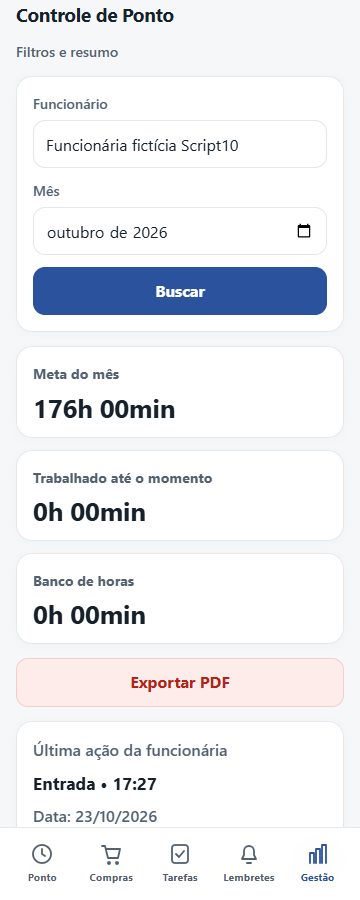 Controle de Ponto
Filtros e resumo
Funcionário
Funcionária fictícia Script10
Mês
outubro de 2026
Buscar
Meta do mês
176h 00min
Trabalhado até o momento
0h 00min
Banco de horas
0h 00min
Exportar PDF
Última ação da funcionária
Entrada • 17:27
Data: 23/10/2026
Ponto Compras Tarefas Lembretes Gestão